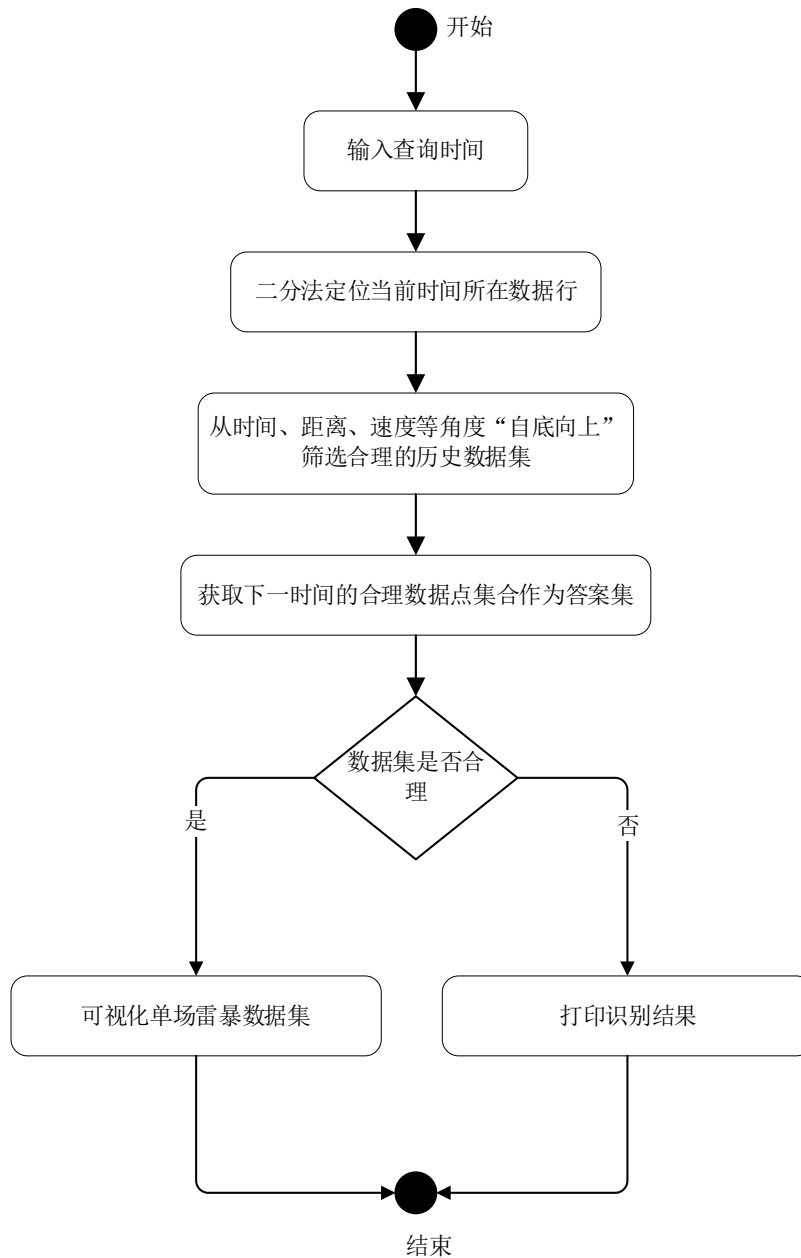 开始
输入查询时间
二分法定位当前时间所在数据行
从时间、距离、速度等角度“自底向上”
筛选合理的历史数据集
获取下一时间的合理数据点集合作为答案集
数据集是否合
理
是
否
可视化单场雷暴数据集
打印识别结果
结束